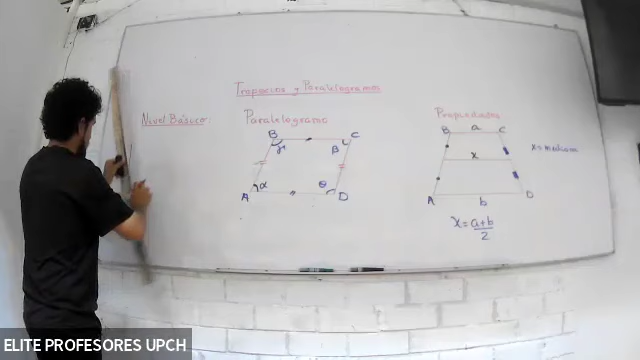 Trapecios y Paralelogramos
Nivel Básico:
Paralelogramo
B
C
γ
β
α
θ
A
D
Propiedades
B
a
C
x
x = mediana
A
b
D
x = a+b
2
ELITE PROFESORES UPCH